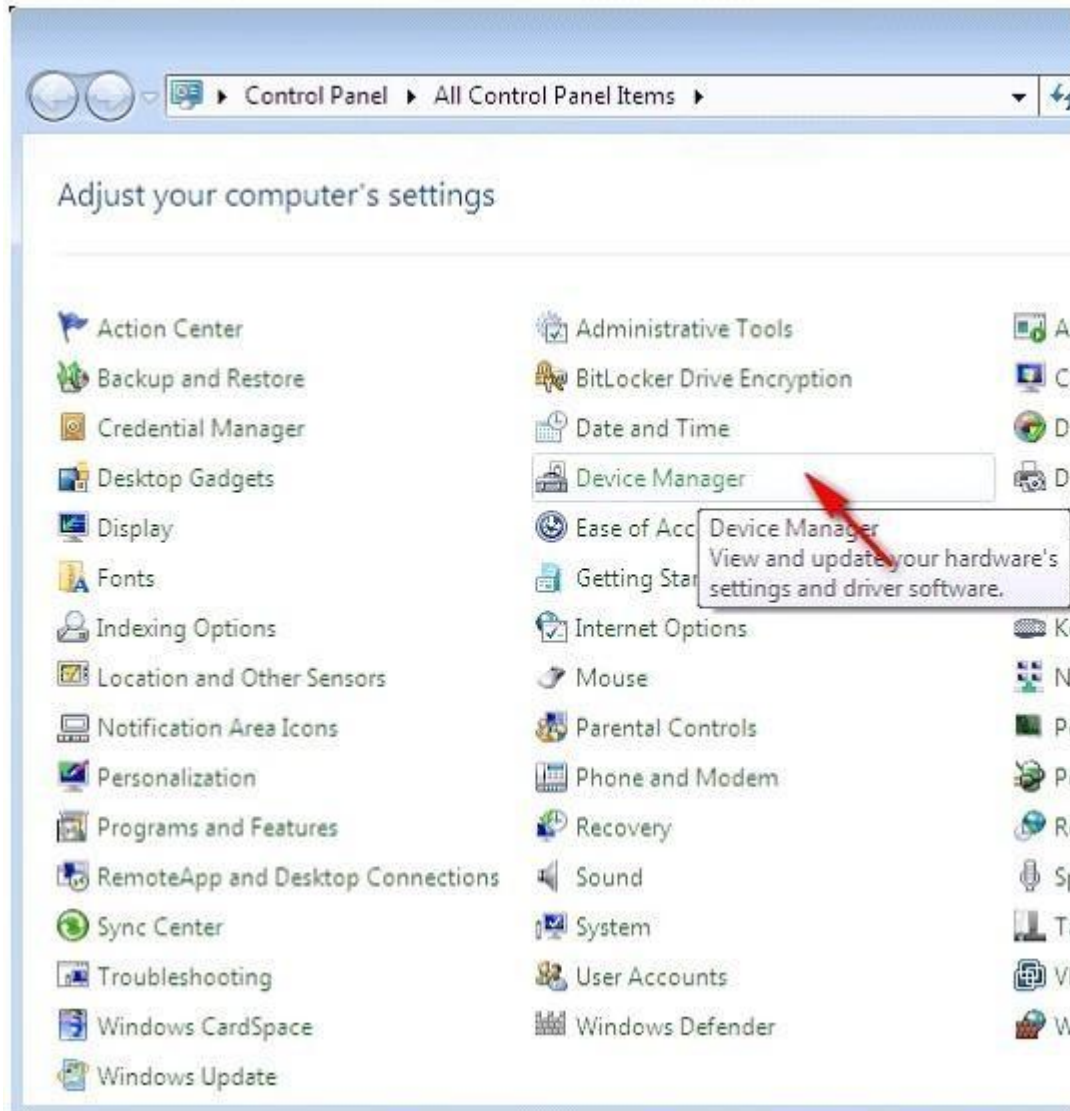 Control Panel ▸ All Control Panel Items ▸
Adjust your computer's settings
Action Center
Backup and Restore
Credential Manager
Desktop Gadgets
Display
Fonts
Indexing Options
Location and Other Sensors
Notification Area Icons
Personalization
Programs and Features
RemoteApp and Desktop Connections
Sync Center
Troubleshooting
Windows CardSpace
Windows Update
Administrative Tools
BitLocker Drive Encryption
Date and Time
Device Manager
Ease of
Getting
Device Manager
View and update your hardware's
settings and driver software.
Internet Options
Mouse
Parental Controls
Phone and Modem
Recovery
Sound
System
User Accounts
Windows Defender